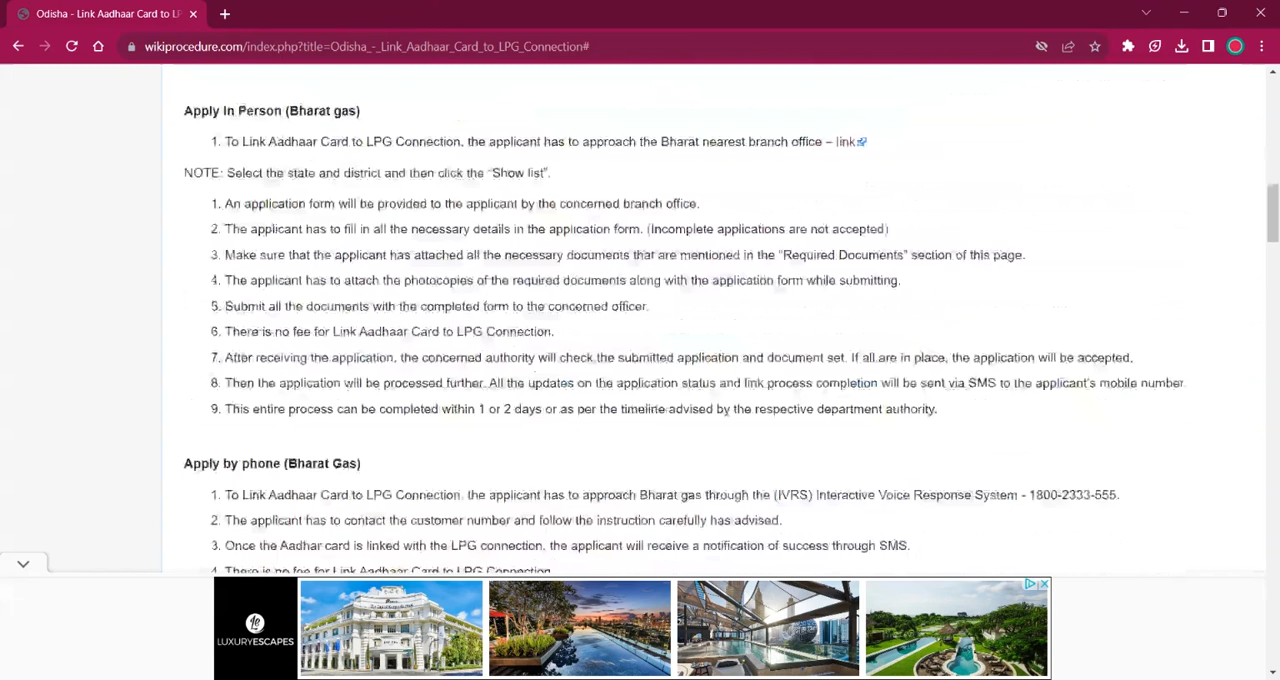 Odisha - Link Aadhaar Card to LP
wikiprocedure.com/index.php?title=Odisha_-_Link_Aadhaar_Card_to_LPG_Connection#
Apply In Person (Bharat gas)
1. To Link Aadhaar Card to LPG Connection, the applicant has to approach the Bharat nearest branch office – link
NOTE: Select the state and district and then click the “Show list”.
1. An application form will be provided to the applicant by the concerned branch office.
2. The applicant has to fill in all the necessary details in the application form. (Incomplete applications are not accepted)
3. Make sure that the applicant has attached all the necessary documents that are mentioned in the “Required Documents” section of this page.
4. The applicant has to attach the photocopies of the required documents along with the application form while submitting.
5. Submit all the documents with the completed form to the concerned officer.
6. There is no fee for Link Aadhaar Card to LPG Connection.
7. After receiving the application, the concerned authority will check the submitted application and document set. If all are in place, the application will be accepted.
8. Then the application will be processed further. All the updates on the application status and link process completion will be sent via SMS to the applicant's mobile number.
9. This entire process can be completed within 1 or 2 days or as per the timeline advised by the respective department authority.
Apply by phone (Bharat Gas)
1. To Link Aadhaar Card to LPG Connection, the applicant has to approach Bharat gas through the (IVRS) Interactive Voice Response System - 1800-2333-555.
2. The applicant has to contact the customer number and follow the instruction carefully has advised.
3. Once the Aadhar card is linked with the LPG connection, the applicant will receive a notification of success through SMS.
4. There is no fee for Link Aadhaar Card to LPG Connection.
LE
LUXURYESCAPES